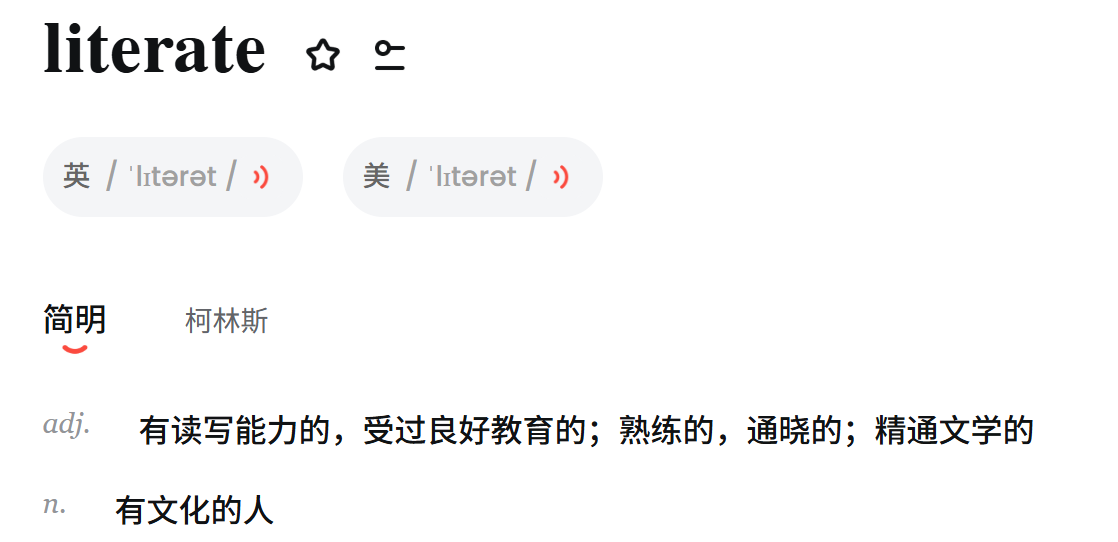 literate
英 / ˈlɪtərət / 美 / ˈlɪtərət /
简明 柯林斯
adj. 有读写能力的，受过良好教育的；熟练的，通晓的；精通文学的
n. 有文化的人